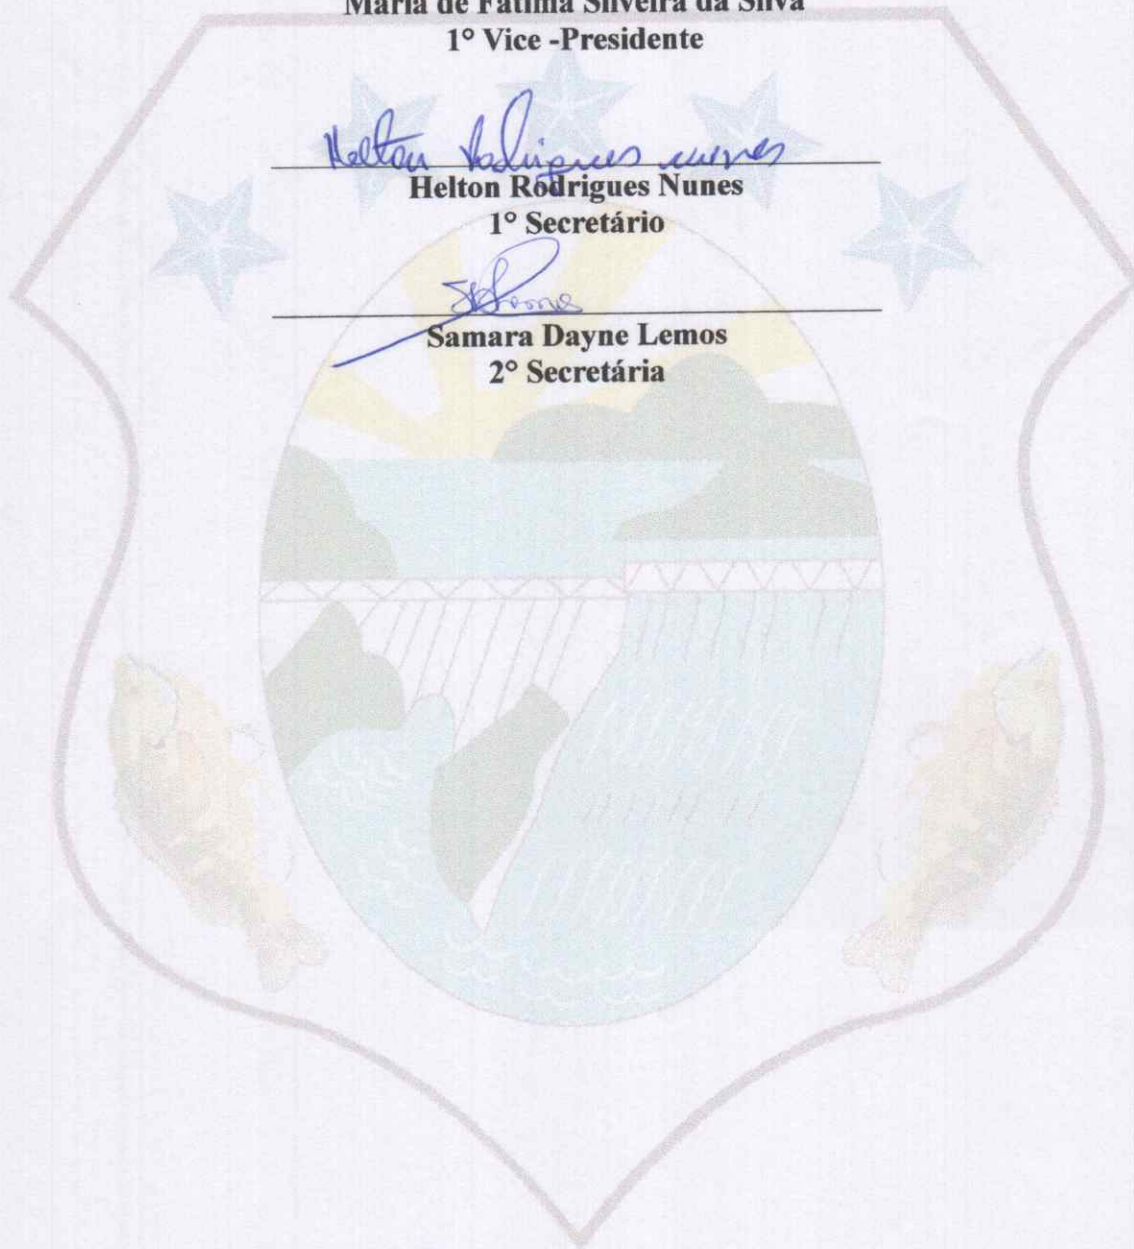 Maria de Fátima Silveira da Silva
1° Vice -Presidente
Helton Rodrigues Nunes
Helton Rodrigues Nunes
1° Secretário
Samara Dayne Lemos
2° Secretária